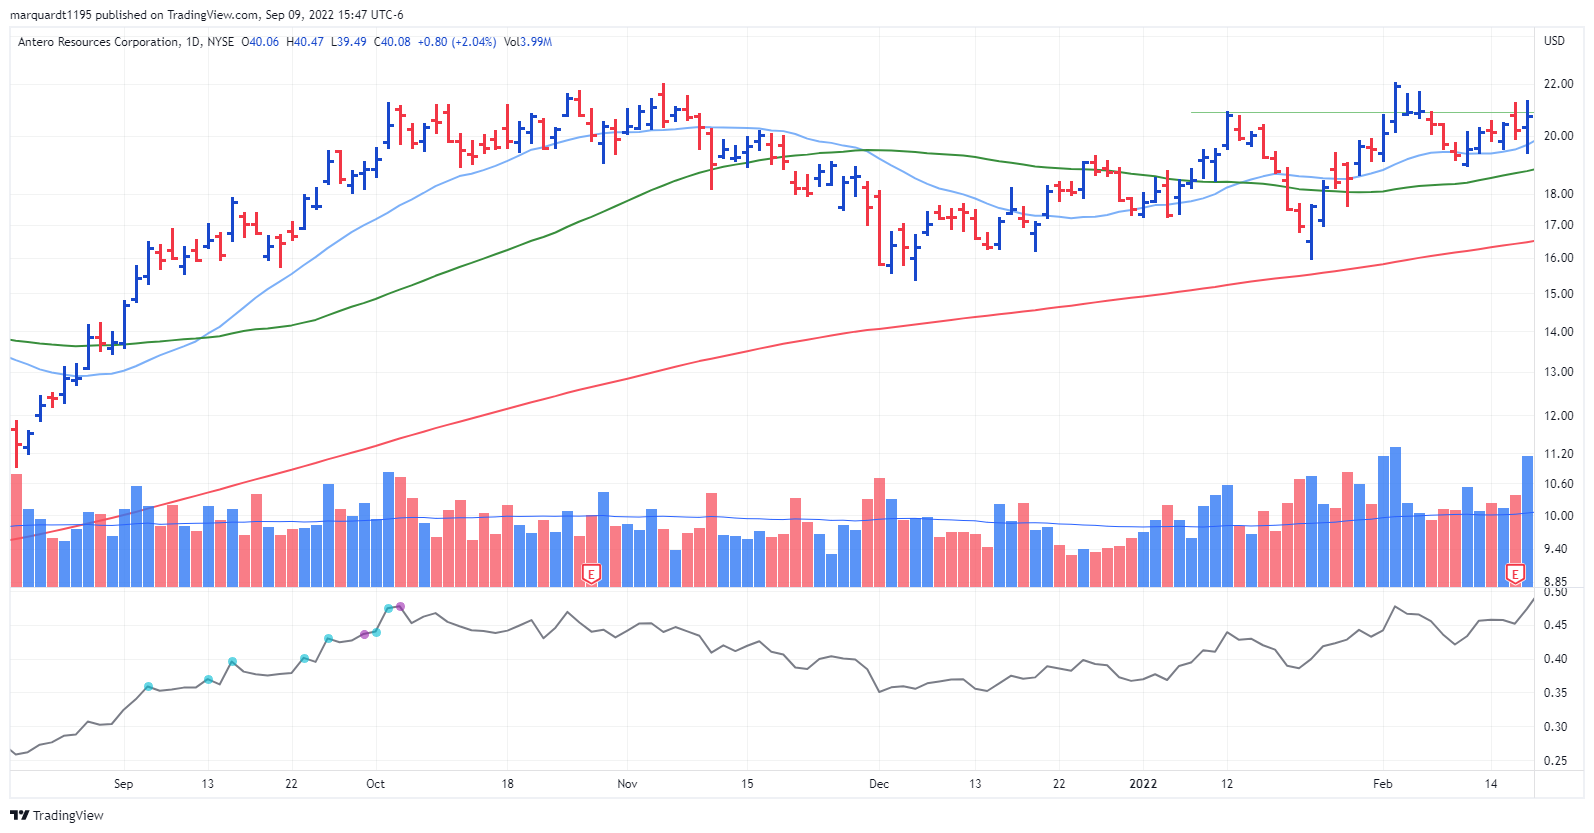 marquardt1195 published on TradingView.com, Sep 09, 2022 15:47 UTC-6
Antero Resources Corporation, 1D, NYSE O40.06 H40.47 L39.49 C40.08 +0.80 (+2.04%) Vol3.99M
USD
22.00
20.00
18.00
17.00
16.00
15.00
14.00
13.00
12.00
11.20
10.60
10.00
9.40
E
E
8.85
0.50
0.45
0.40
0.35
0.30
0.25
Sep 13 22 Oct 18 Nov 15 Dec 13 22 2022 12 Feb 14
TradingView